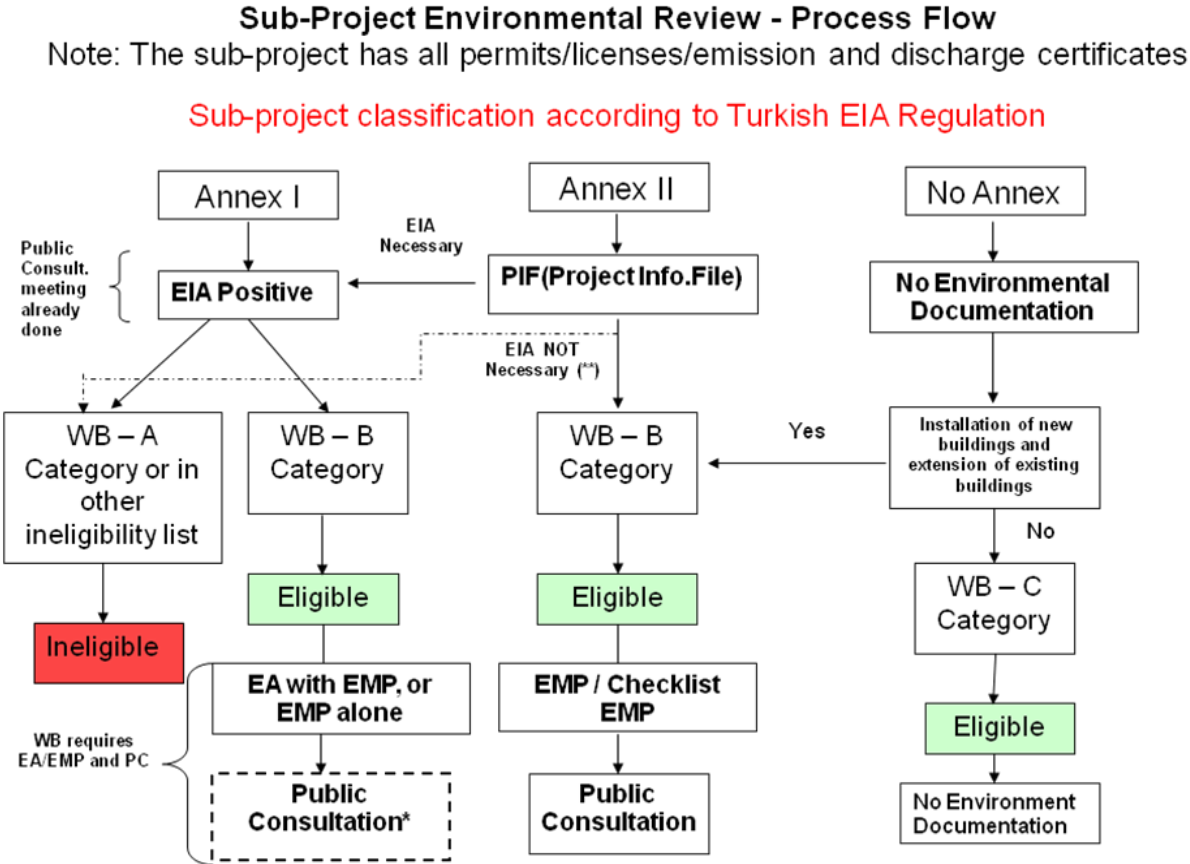 Sub-Project Environmental Review - Process Flow
Note: The sub-project has all permits/licenses/emission and discharge certificates
Sub-project classification according to Turkish EIA Regulation
Annex I
Annex II
No Annex
Public
Consult.
meeting
already
done
EIA
Necessary
EIA Positive
PIF(Project Info.File)
No Environmental
Documentation
EIA NOT
Necessary (**)
WB – A
Category or in
other
ineligibility list
WB – B
Category
WB – B
Category
Yes
Installation of new
buildings and
extension of existing
buildings
No
WB – C
Category
Eligible
Eligible
Ineligible
EA with EMP, or
EMP alone
EMP / Checklist
EMP
Eligible
WB requires
EA/EMP and PC
Public
Consultation*
Public
Consultation
No Environment
Documentation